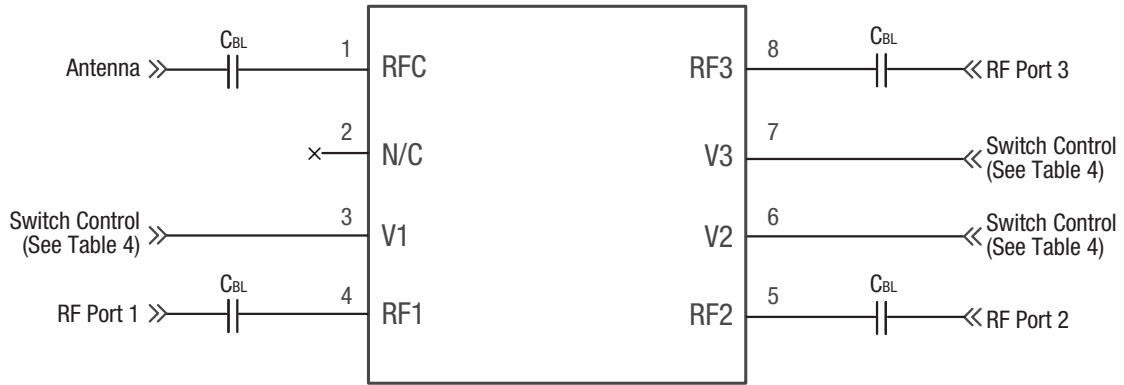 Antenna
CBL
1
RFC
2
N/C
Switch Control
(See Table 4)
3
V1
RF Port 1
CBL
4
RF1
RF3
8
CBL
RF Port 3
V3
7
Switch Control
(See Table 4)
V2
6
Switch Control
(See Table 4)
RF2
5
CBL
RF Port 2